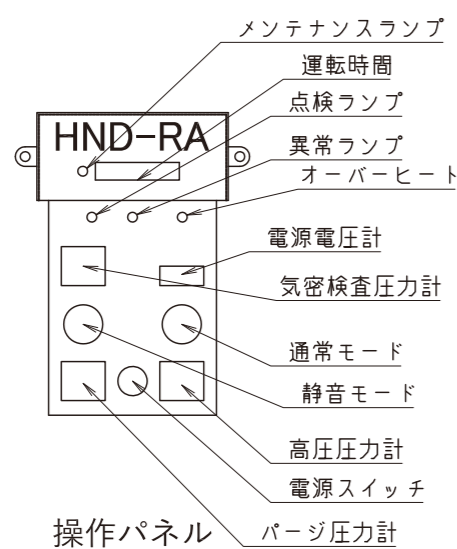 メンテナンスランプ
運転時間
点検ランプ
HND-RA
異常ランプ
オーバーヒート
電源電圧計
気密検査圧力計
通常モード
静音モード
高圧圧力計
電源スイッチ
操作パネル
パージ圧力計